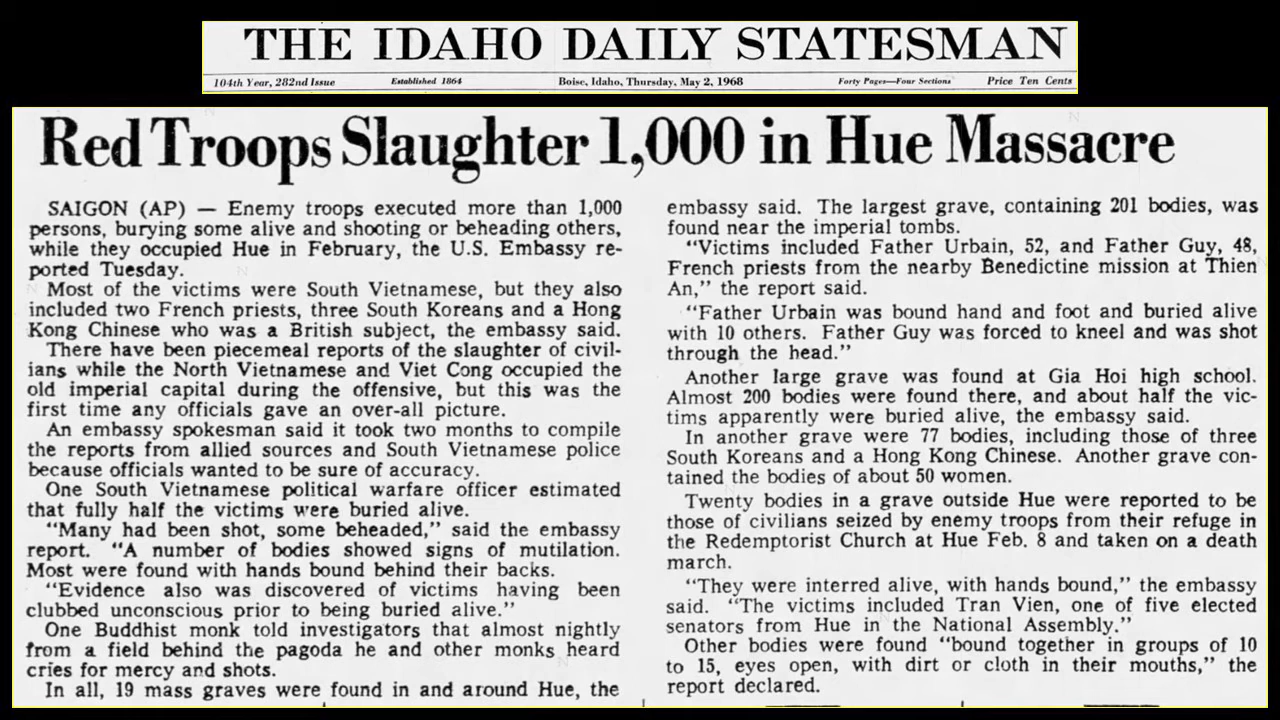 THE IDAHO DAILY STATESMAN
104th Year, 282nd Issue Established 1864 Boise, Idaho, Thursday, May 2, 1968 Forty Pages—Four Sections Price Ten Cents
Red Troops Slaughter 1,000 in Hue Massacre
SAIGON (AP) — Enemy troops executed more than 1,000
persons, burying some alive and shooting or beheading others,
while they occupied Hue in February, the U.S. Embassy re-
ported Tuesday.
Most of the victims were South Vietnamese, but they also
included two French priests, three South Koreans and a Hong
Kong Chinese who was a British subject, the embassy said.
There have been piecemeal reports of the slaughter of civil-
ians while the North Vietnamese and Viet Cong occupied the
old imperial capital during the offensive, but this was the
first time any officials gave an over-all picture.
An embassy spokesman said it took two months to compile
the reports from allied sources and South Vietnamese police
because officials wanted to be sure of accuracy.
One South Vietnamese political warfare officer estimated
that fully half the victims were buried alive.
“Many had been shot, some beheaded,” said the embassy
report. “A number of bodies showed signs of mutilation.
Most were found with hands bound behind their backs.
“Evidence also was discovered of victims having been
clubbed unconscious prior to being buried alive.”
One Buddhist monk told investigators that almost nightly
from a field behind the pagoda he and other monks heard
cries for mercy and shots.
In all, 19 mass graves were found in and around Hue, the
embassy said. The largest grave, containing 201 bodies, was
found near the imperial tombs.
“Victims included Father Urbain, 52, and Father Guy, 48,
French priests from the nearby Benedictine mission at Thien
An,” the report said.
“Father Urbain was bound hand and foot and buried alive
with 10 others. Father Guy was forced to kneel and was shot
through the head.”
Another large grave was found at Gia Hoi high school.
Almost 200 bodies were found there, and about half the vic-
tims apparently were buried alive, the embassy said.
In another grave were 77 bodies, including those of three
South Koreans and a Hong Kong Chinese. Another grave con-
tained the bodies of about 50 women.
Twenty bodies in a grave outside Hue were reported to be
those of civilians seized by enemy troops from their refuge in
the Redemptorist Church at Hue Feb. 8 and taken on a death
march.
“They were interred alive, with hands bound,” the embassy
said. “The victims included Tran Vien, one of five elected
senators from Hue in the National Assembly.”
Other bodies were found “bound together in groups of 10
to 15, eyes open, with dirt or cloth in their mouths,” the
report declared.